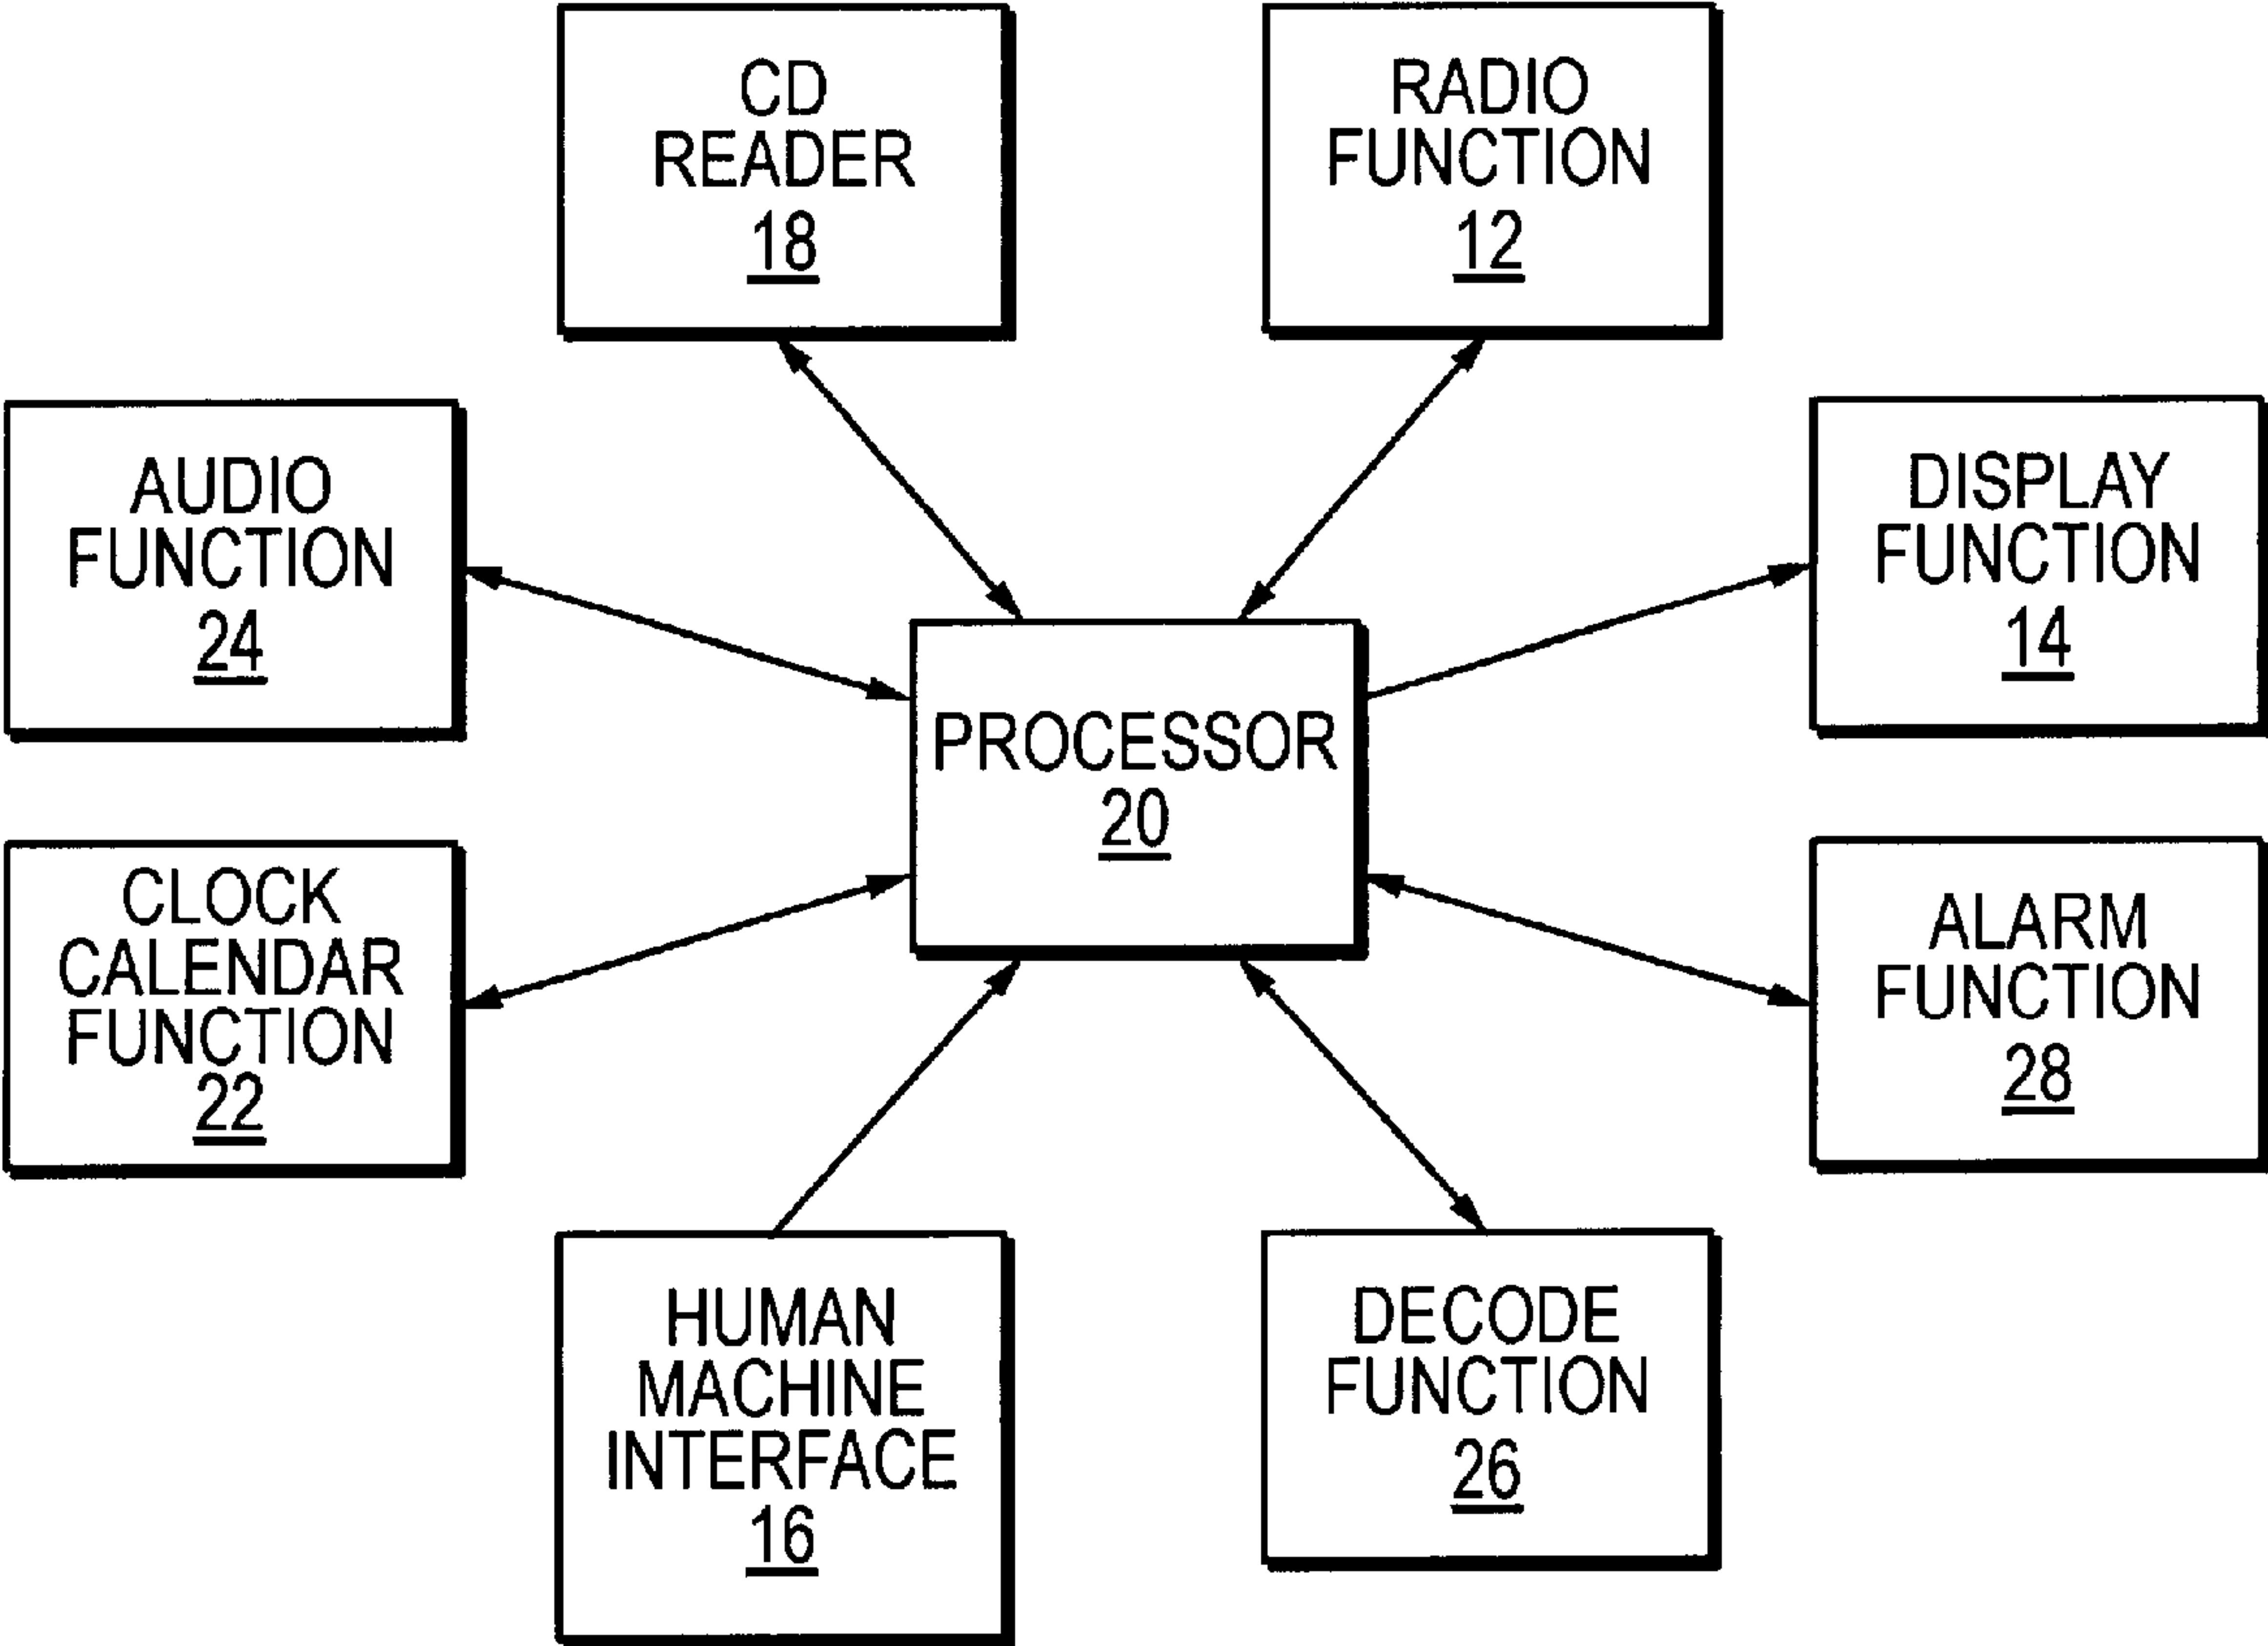 CD
READER
18
RADIO
FUNCTION
12
AUDIO
FUNCTION
24
DISPLAY
FUNCTION
14
PROCESSOR
20
CLOCK
CALENDAR
FUNCTION
22
ALARM
FUNCTION
28
HUMAN
MACHINE
INTERFACE
16
DECODE
FUNCTION
26